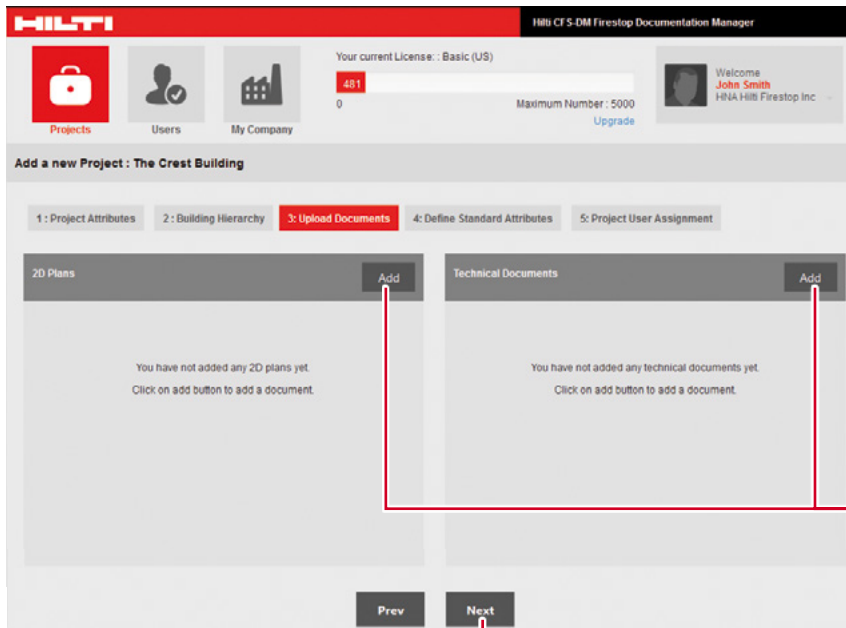 HILTI
Hilti CFS-DM Firestop Documentation Manager
Your current License: : Basic (US)
481
0 Maximum Number : 5000
Upgrade
Welcome
John Smith
HNA Hilti Firestop Inc
Projects Users My Company
Add a new Project : The Crest Building
1 : Project Attributes 2 : Building Hierarchy 3: Upload Documents 4: Define Standard Attributes 5: Project User Assignment
2D Plans Add
Technical Documents Add
You have not added any 2D plans yet.
Click on add button to add a document.
You have not added any technical documents yet.
Click on add button to add a document.
Prev Next